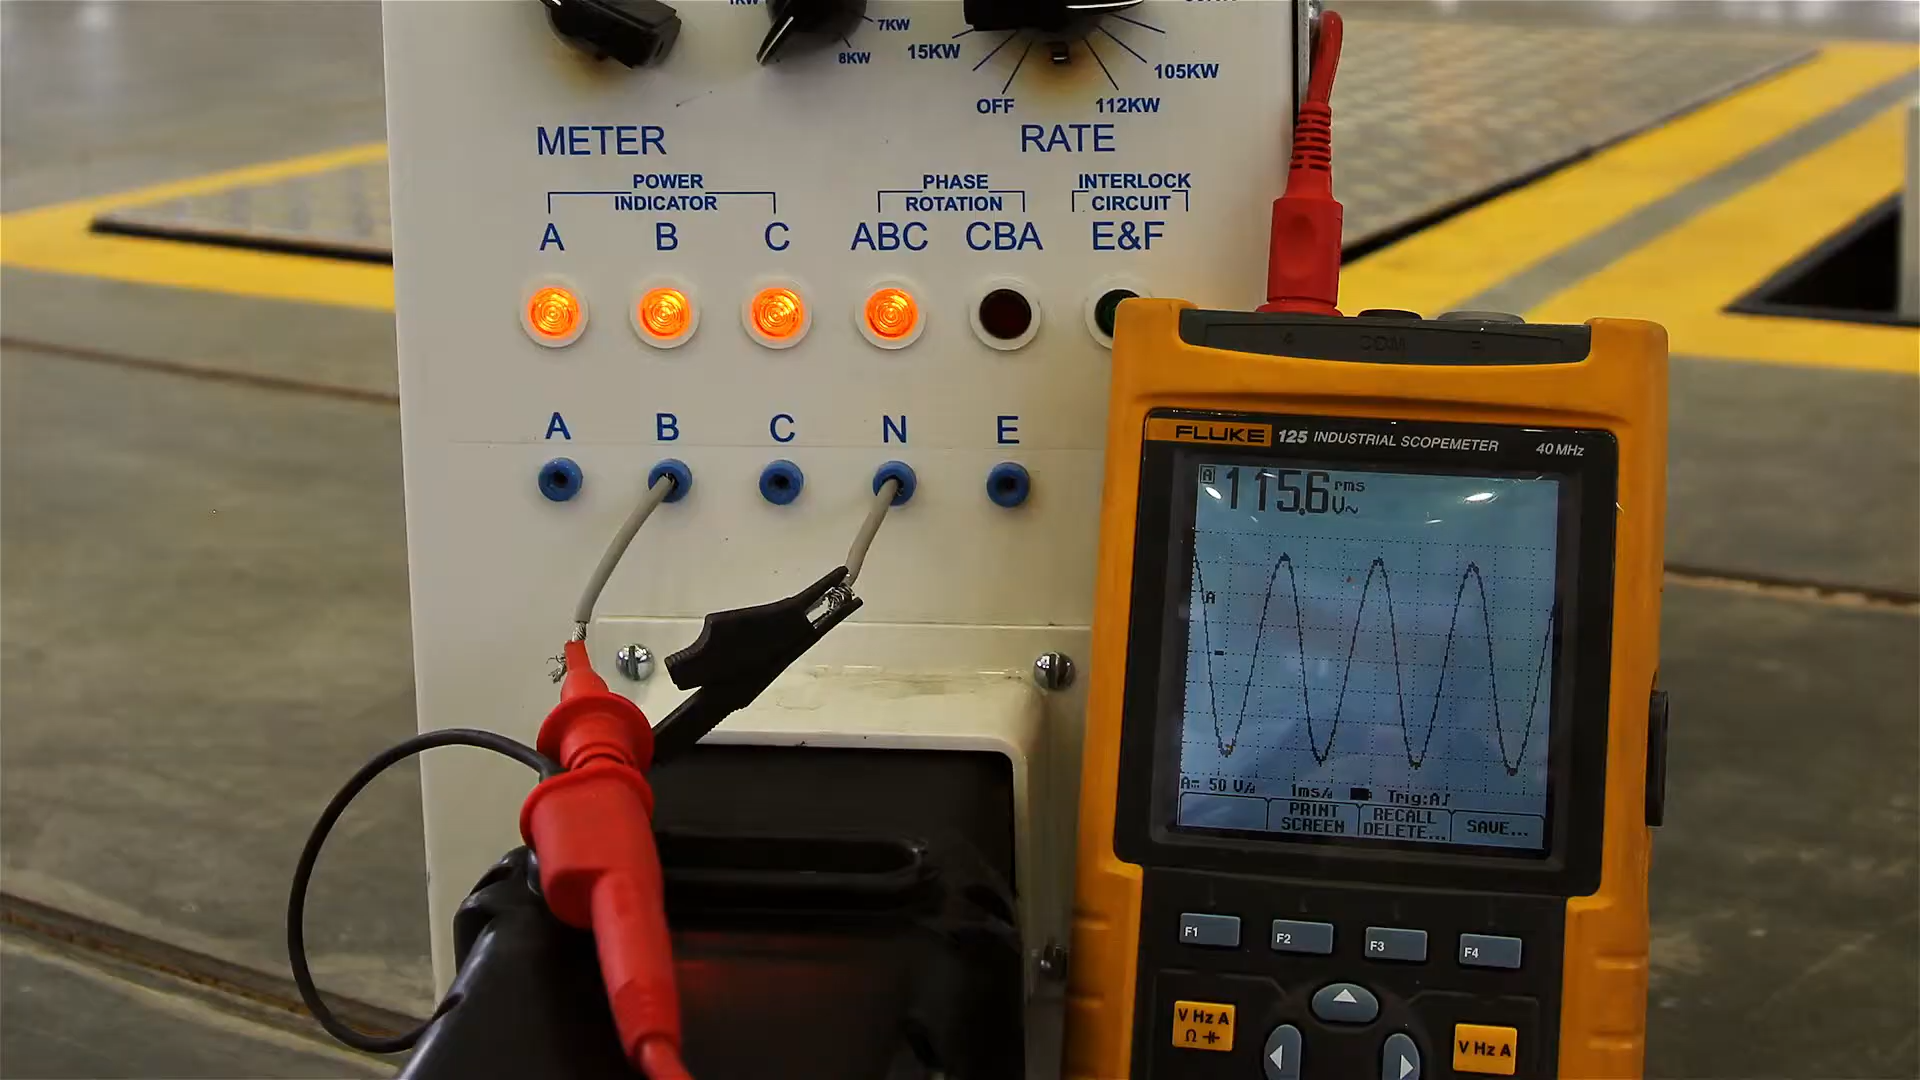 7KW
8KW
15KW
105KW
OFF
112KW
METER
RATE
POWER
INDICATOR
PHASE
ROTATION
INTERLOCK
CIRCUIT
A B C ABC CBA E&F
A B C N E
FLUKE 125 INDUSTRIAL SCOPEMETER 40 MHz
A 115.6 rms
V~
A
A= 50 V/d 1ms/d Trig:A
PRINT
SCREEN
RECALL
DELETE...
SAVE...
F1 F2 F3 F4
V Hz A
Ω
V Hz A
COM